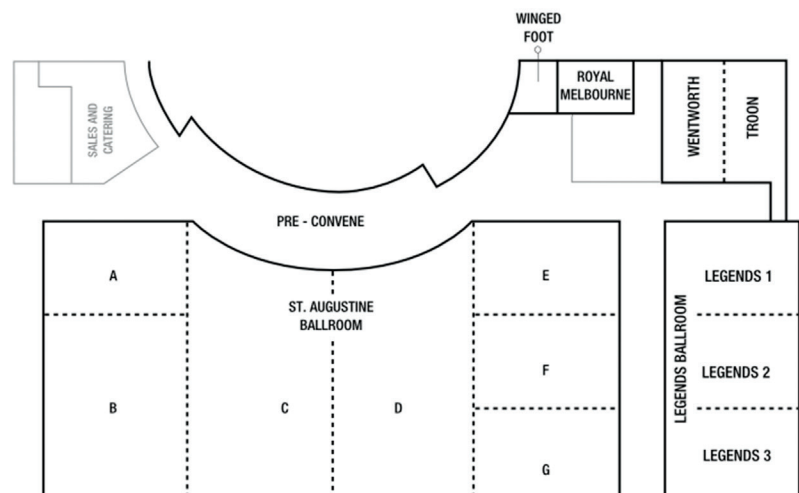 WINGED
FOOT
ROYAL
MELBOURNE
SALES AND
CATERING
WENTWORTH
TROON
PRE - CONVENE
A
E
LEGENDS 1
ST. AUGUSTINE
BALLROOM
LEGENDS BALLROOM
F
LEGENDS 2
B
C
D
G
LEGENDS 3